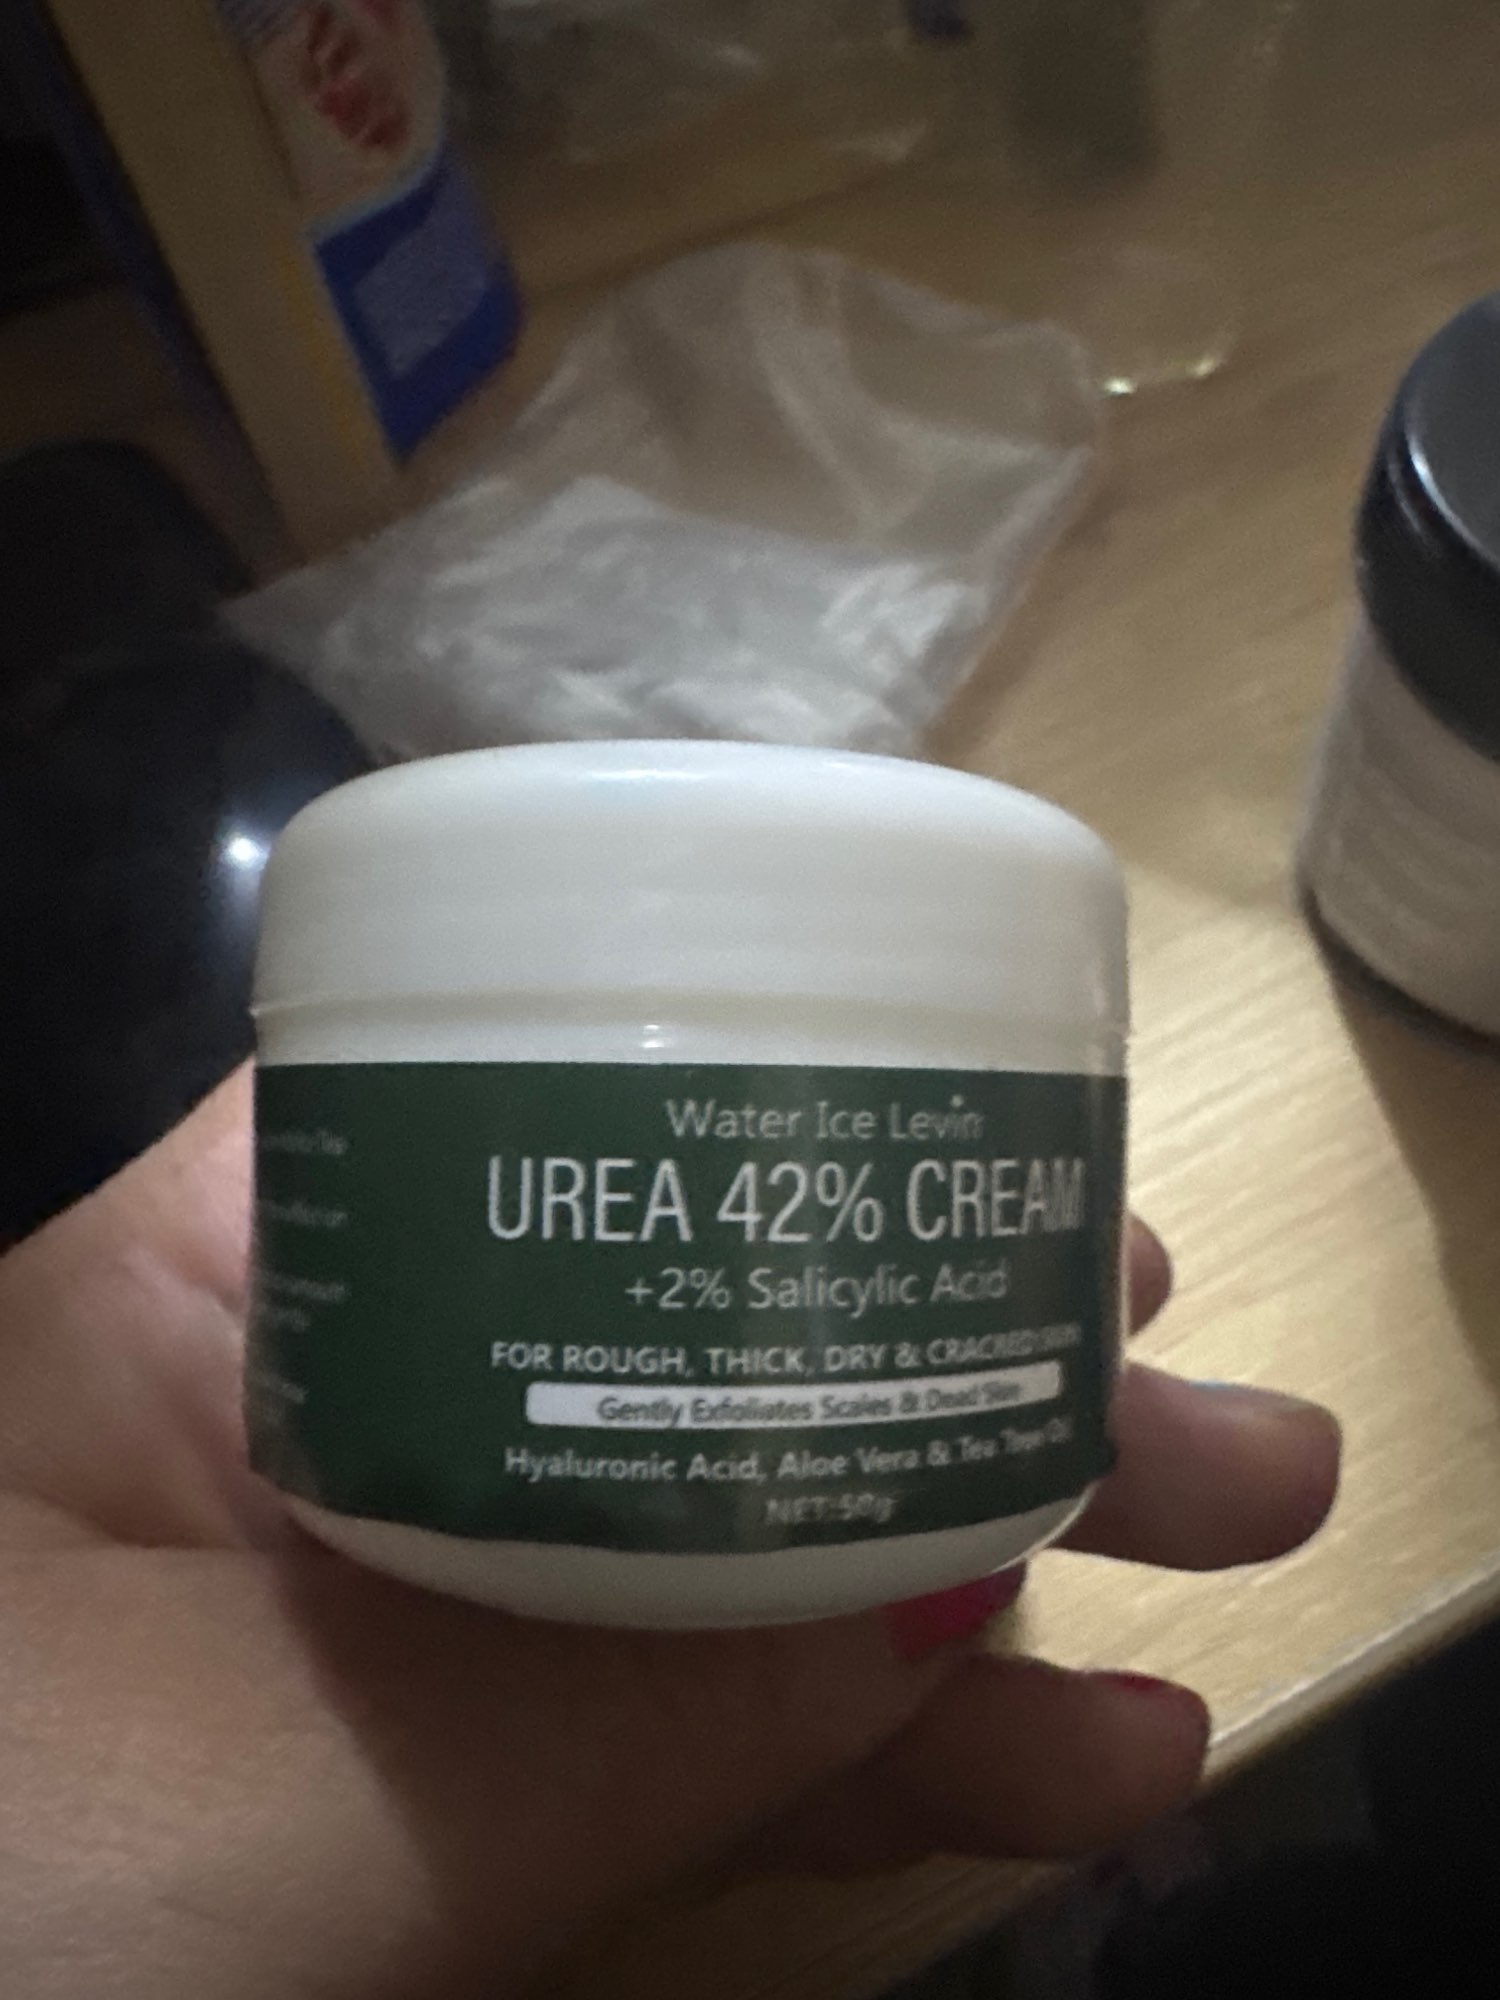 Water Ice Levin
UREA 42% CREAM
+2% Salicylic Acid
FOR ROUGH, THICK, DRY & CRACKED SKIN
Gently Exfoliates Scales & Dead Skin
Hyaluronic Acid, Aloe Vera & Tea Tree Oil
NET:50g